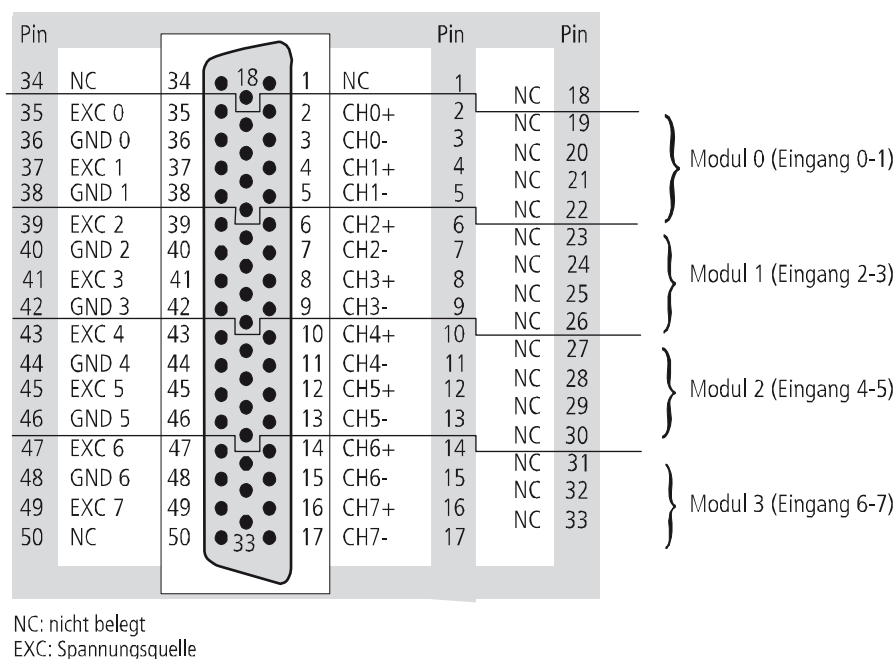 Pin Pin Pin
34 NC 34 18 1 NC 1
NC 18
35 EXC 0 35 2 CH0+ 2
NC 19
36 GND 0 36 3 CH0- 3
NC 20
37 EXC 1 37 4 CH1+ 4
Modul 0 (Eingang 0-1)
NC 21
38 GND 1 38 5 CH1- 5
NC 22
39 EXC 2 39 6 CH2+ 6
NC 23
40 GND 2 40 7 CH2- 7
NC 24
41 EXC 3 41 8 CH3+ 8
Modul 1 (Eingang 2-3)
NC 25
42 GND 3 42 9 CH3- 9
NC 26
43 EXC 4 43 10 CH4+ 10
NC 27
44 GND 4 44 11 CH4- 11
NC 28
45 EXC 5 45 12 CH5+ 12
Modul 2 (Eingang 4-5)
NC 29
46 GND 5 46 13 CH5- 13
NC 30
47 EXC 6 47 14 CH6+ 14
NC 31
48 GND 6 48 15 CH6- 15
NC 32
49 EXC 7 49 16 CH7+ 16
Modul 3 (Eingang 6-7)
NC 33
50 NC 50 33 17 CH7- 17
NC: nicht belegt
EXC: Spannungsquelle